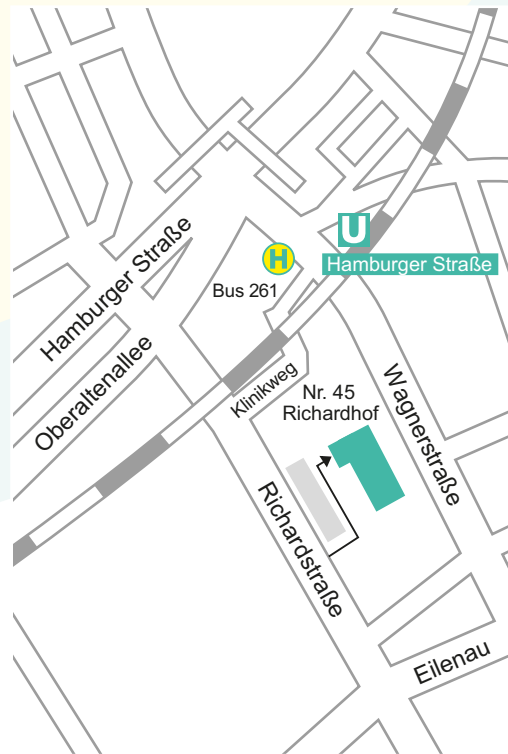 U
Hamburger Straße
H
Bus 261
Hamburger Straße
Oberaltenallee
Klinikweg
Nr. 45
Richardhof
Wagnerstraße
Richardstraße
Eilenau